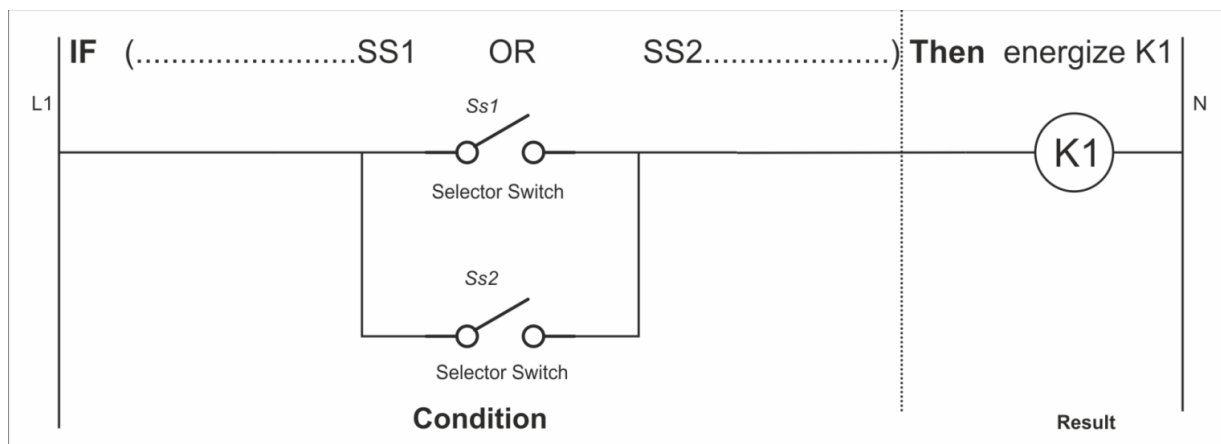 IF (.........................SS1 OR SS2.....................) Then energize K1
L1
N
Ss1
K1
Selector Switch
Ss2
Selector Switch
Condition
Result